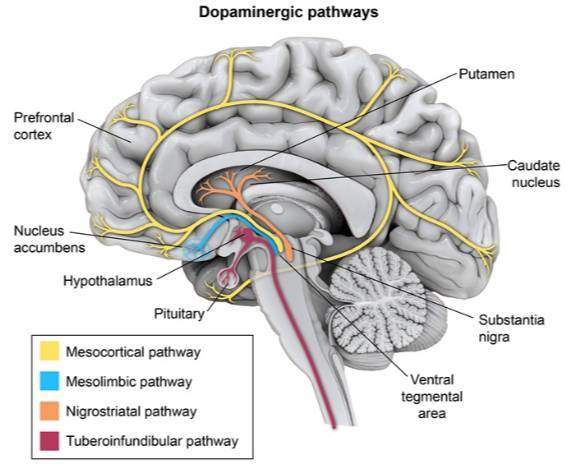 Dopaminergic pathways
Putamen
Prefrontal
cortex
Caudate
nucleus
Nucleus
accumbens
Hypothalamus
Pituitary
Substantia
nigra
Ventral
tegmental
area
Mesocortical pathway
Mesolimbic pathway
Nigrostriatal pathway
Tuberoinfundibular pathway